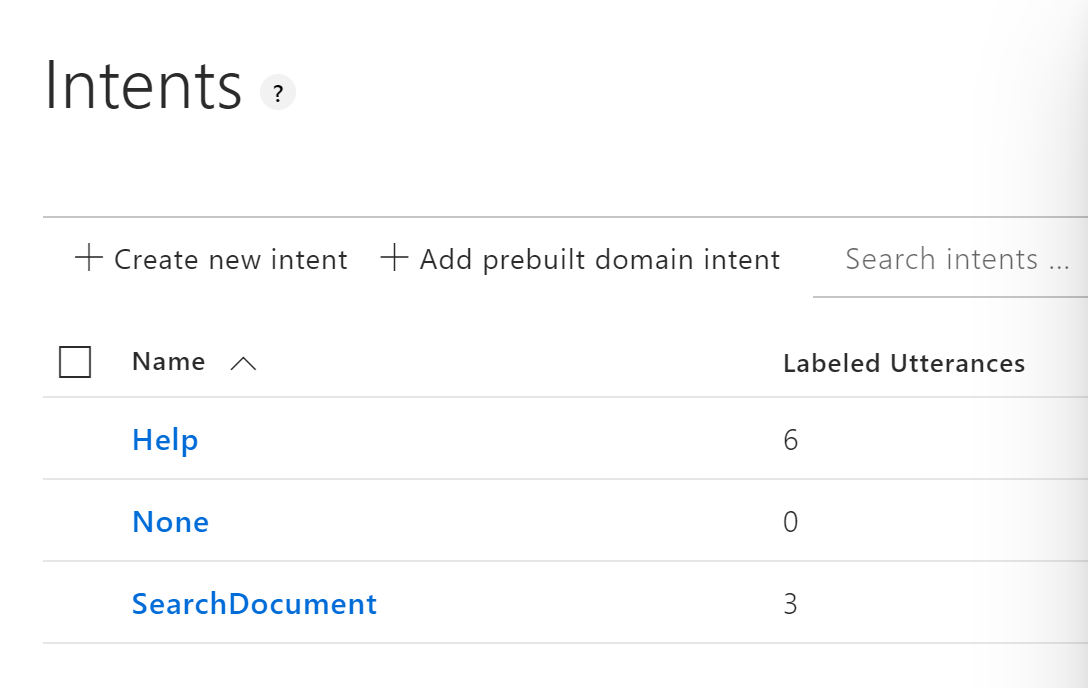 Intents ?
+ Create new intent + Add prebuilt domain intent Search intents ...
Name Labeled Utterances
Help 6
None 0
SearchDocument 3